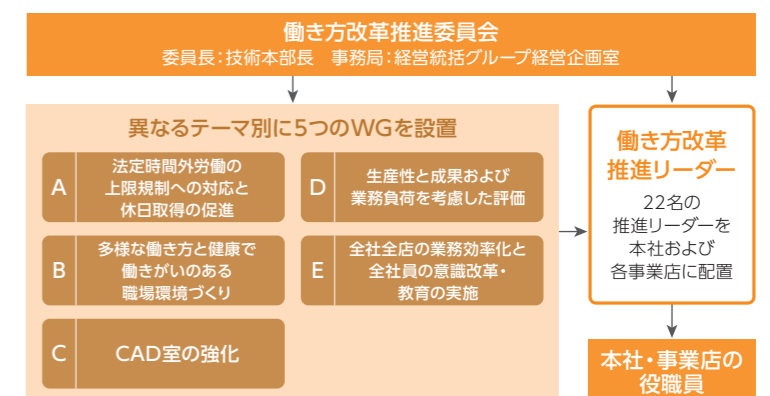 働き方改革推進委員会
委員長：技術本部長　事務局：経営統括グループ経営企画室
異なるテーマ別に5つのWGを設置
A
法定時間外労働の
上限規制への対応と
休日取得の促進
B
多様な働き方と健康で
働きがいのある
職場環境づくり
C
CAD室の強化
D
生産性と成果および
業務負荷を考慮した評価
E
全社全店の業務効率化と
全社員の意識改革・
教育の実施
働き方改革
推進リーダー
22名の
推進リーダーを
本社および
各事業店に配置
本社・事業店の
役職員